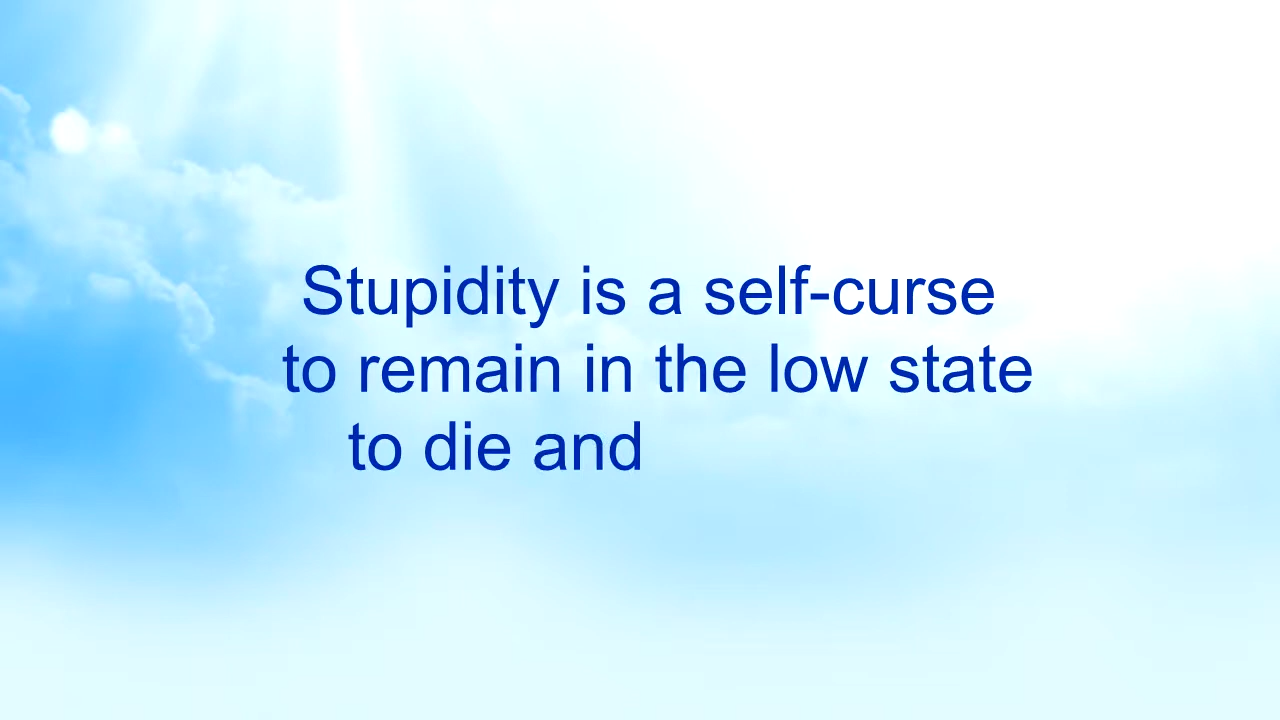 Stupidity is a self-curse
to remain in the low state
to die and